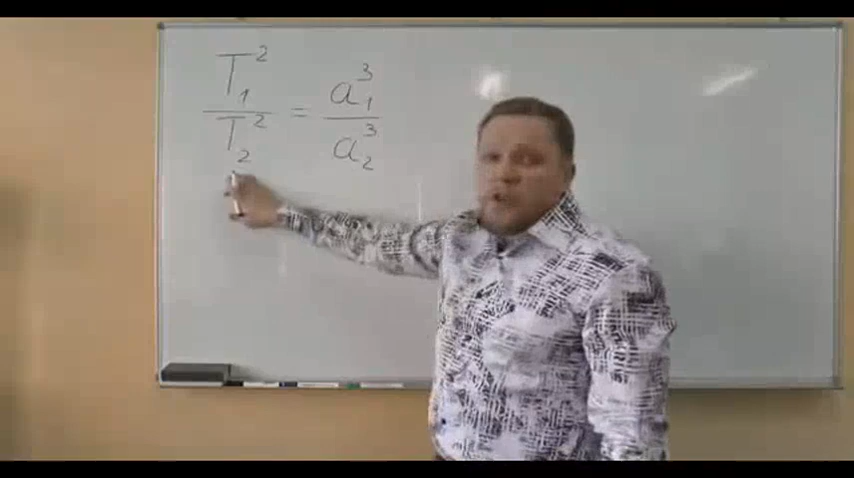 T₁² / T₂² = a₁³ / a₂³